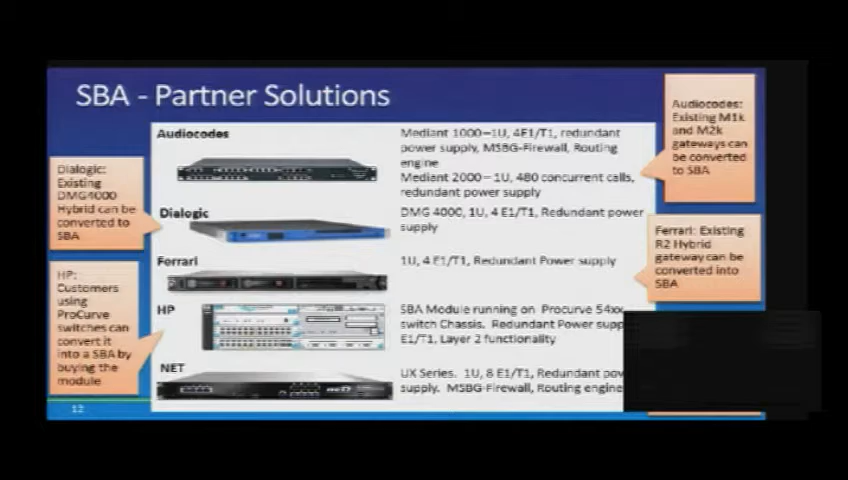 SBA - Partner Solutions
Audiocodes
Mediant 1000-1U, 4E1/T1, redundant
power supply, MSBG-Firewall, Routing
engine
Mediant 2000 - 1U, 480 concurrent calls,
redundant power supply
Dialogic
DMG 4000, 1U, 4 E1/T1, Redundant power
supply
Ferrari
1U, 4 E1/T1, Redundant Power supply
HP
SBA Module running on Procurve 54xx
switch Chassis. Redundant Power supp
E1/T1, Layer 2 functionality
NET
UX Series. 1U, 8 E1/T1, Redundant pow
supply. MSBG-Firewall, Routing engine
Dialogic:
Existing
DMG4000
Hybrid can be
converted to
SBA
HP:
Customers
using
ProCurve
switches can
convert it
into a SBA by
buying the
module
Audiocodes:
Existing M1k
and M2k
gateways can
be converted
to SBA
Ferrari: Existing
R2 Hybrid
gateway can be
converted into
SBA
12